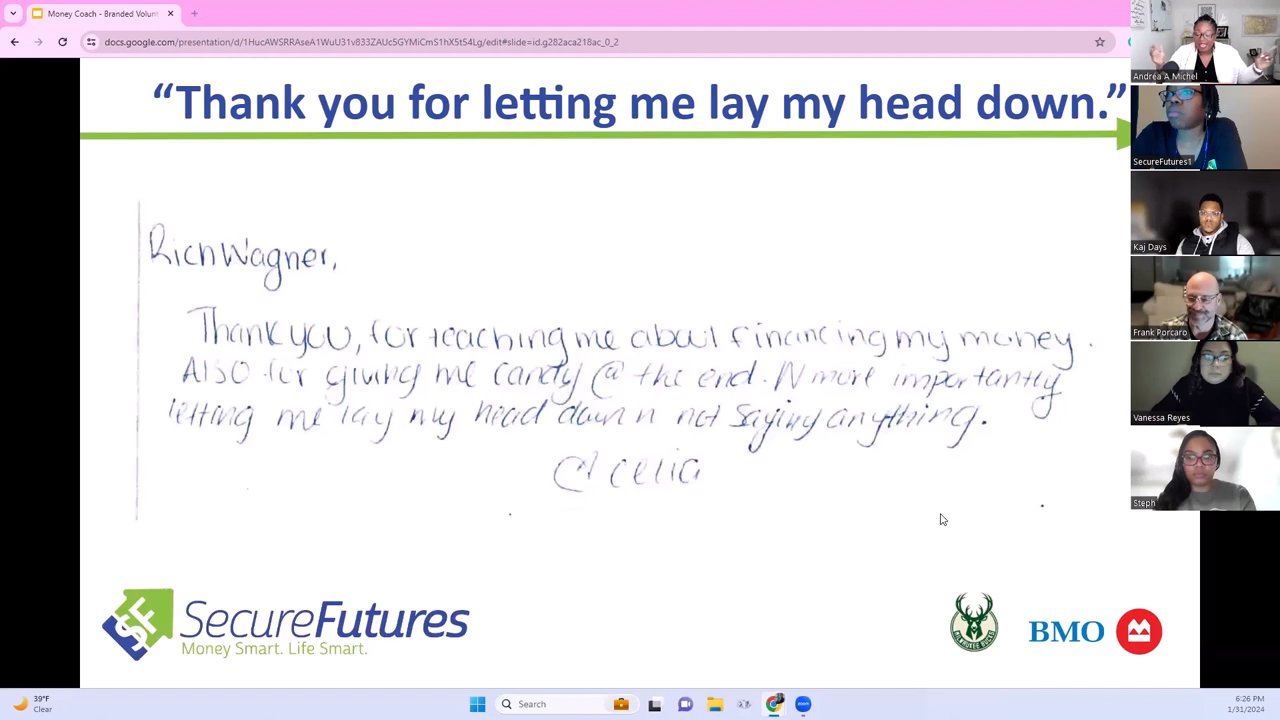 Money Coach - Branded Volunt
docs.google.com/presentation/d/1HucAWSRRAseA1WuU31v833ZAUc5GYMiCmS1hX5t54Lg/edit#slide=id.g282aca218ac_0_2
“Thank you for letting me lay my head down.”
Rich Wagner,
Thank you, for teaching me about financing my money.
Also for giving me candy @ the end. N more importantly
letting me lay my head down n not saying anything.
SF
SecureFutures
Money Smart. Life Smart.
MILWAUKEE BUCKS
BMO
Andrea A Michel
SecureFutures1
Kaj Days
Frank Porcaro
Vanessa Reyes
Steph
39°F
Clear
Search
zoom
6:26 PM
1/31/2024